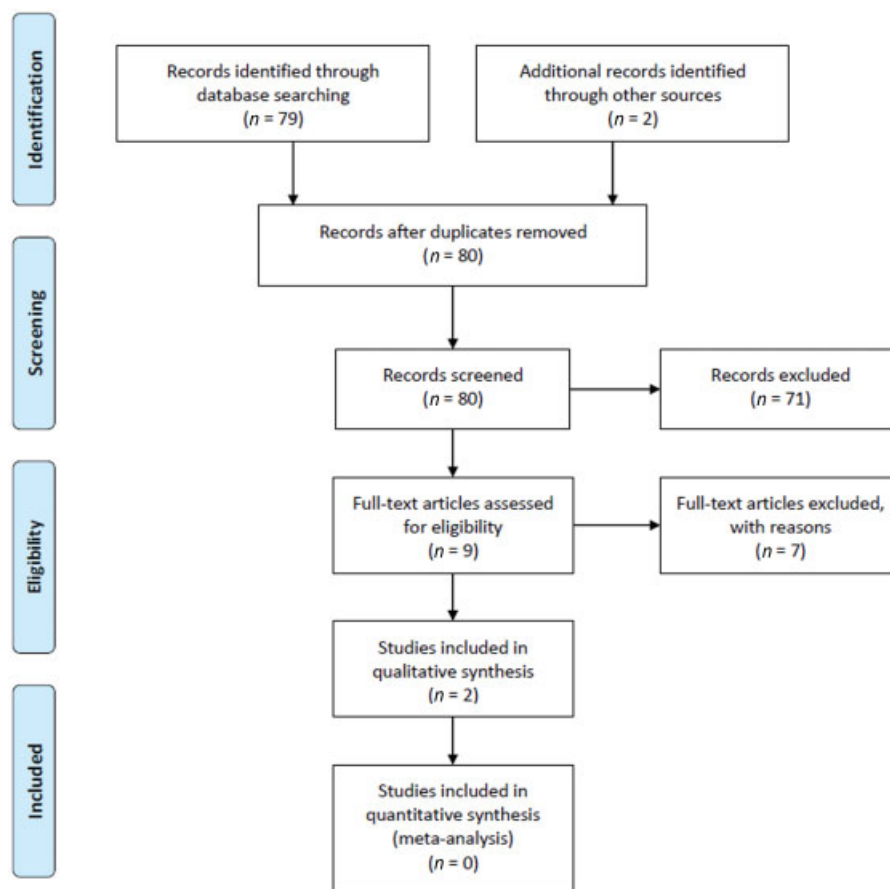 Identification
Records identified through
database searching
(n = 79)
Additional records identified
through other sources
(n = 2)
Records after duplicates removed
(n = 80)
Screening
Records screened
(n = 80)
Records excluded
(n = 71)
Eligibility
Full-text articles assessed
for eligibility
(n = 9)
Full-text articles excluded,
with reasons
(n = 7)
Studies included in
qualitative synthesis
(n = 2)
Included
Studies included in
quantitative synthesis
(meta-analysis)
(n = 0)